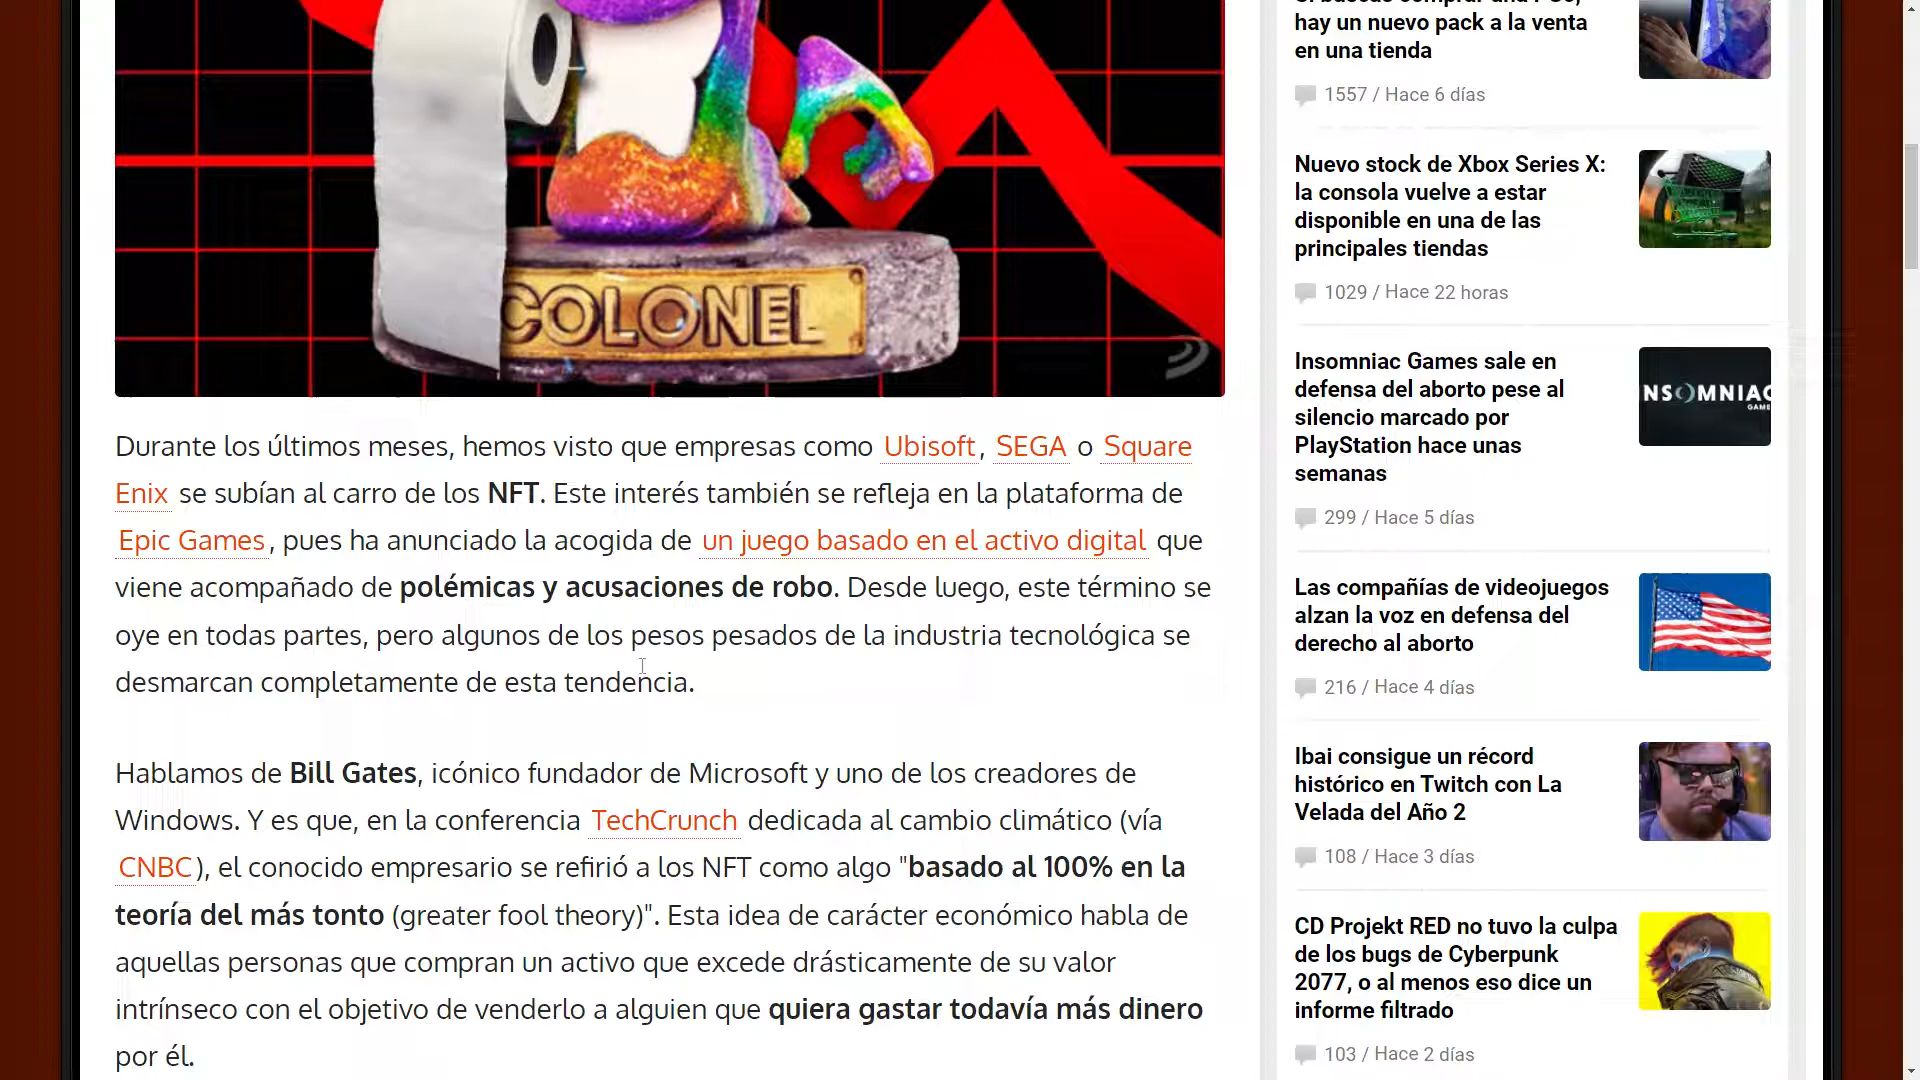 COLONEL
Durante los últimos meses, hemos visto que empresas como Ubisoft, SEGA o Square
Enix se subían al carro de los NFT. Este interés también se refleja en la plataforma de
Epic Games, pues ha anunciado la acogida de un juego basado en el activo digital que
viene acompañado de polémicas y acusaciones de robo. Desde luego, este término se
oye en todas partes, pero algunos de los pesos pesados de la industria tecnológica se
desmarcan completamente de esta tendencia.
Hablamos de Bill Gates, icónico fundador de Microsoft y uno de los creadores de
Windows. Y es que, en la conferencia TechCrunch dedicada al cambio climático (vía
CNBC), el conocido empresario se refirió a los NFT como algo "basado al 100% en la
teoría del más tonto (greater fool theory)". Esta idea de carácter económico habla de
aquellas personas que compran un activo que excede drásticamente de su valor
intrínseco con el objetivo de venderlo a alguien que quiera gastar todavía más dinero
por él.
hay un nuevo pack a la venta
en una tienda
1557 / Hace 6 días
Nuevo stock de Xbox Series X:
la consola vuelve a estar
disponible en una de las
principales tiendas
1029 / Hace 22 horas
Insomniac Games sale en
defensa del aborto pese al
silencio marcado por
PlayStation hace unas
semanas
INSOMNIAC
GAMES
299 / Hace 5 días
Las compañías de videojuegos
alzan la voz en defensa del
derecho al aborto
216 / Hace 4 días
Ibai consigue un récord
histórico en Twitch con La
Velada del Año 2
108 / Hace 3 días
CD Projekt RED no tuvo la culpa
de los bugs de Cyberpunk
2077, o al menos eso dice un
informe filtrado
103 / Hace 2 días